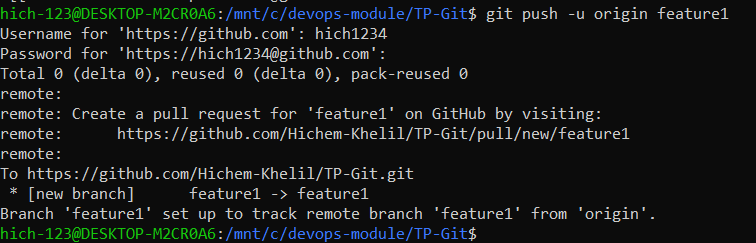 hich-123@DESKTOP-M2CR0A6:/mnt/c/devops-module/TP-Git$ git push -u origin feature1
Username for 'https://github.com': hich1234
Password for 'https://hich1234@github.com':
Total 0 (delta 0), reused 0 (delta 0), pack-reused 0
remote:
remote: Create a pull request for 'feature1' on GitHub by visiting:
remote:      https://github.com/Hichem-Khelil/TP-Git/pull/new/feature1
remote:
To https://github.com/Hichem-Khelil/TP-Git.git
 * [new branch]      feature1 -> feature1
Branch 'feature1' set up to track remote branch 'feature1' from 'origin'.
hich-123@DESKTOP-M2CR0A6:/mnt/c/devops-module/TP-Git$